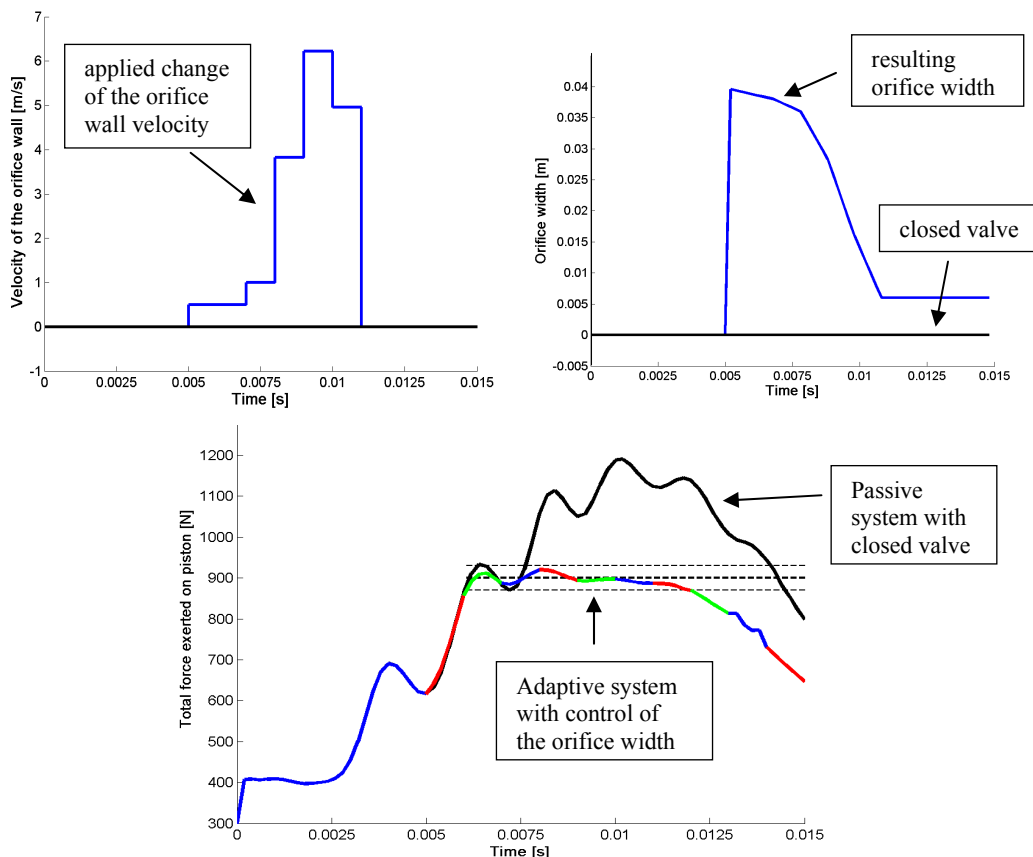 7
6
5
4
3
2
1
0
-1
Velocity of the orifice wall [m/s]
applied change
of the orifice
wall velocity
0 0.0025 0.005 0.0075 0.01 0.0125 0.015
Time [s]
0.04
0.035
0.03
0.025
0.02
0.015
0.01
0.005
0
-0.005
Orifice width [m]
resulting
orifice width
closed valve
0 0.0025 0.005 0.0075 0.01 0.0125 0.015
Time [s]
1200
1100
1000
900
800
700
600
500
400
300
Total force exerted on piston [N]
Passive
system with
closed valve
Adaptive system
with control of
the orifice width
0 0.0025 0.005 0.0075 0.01 0.0125 0.015
Time [s]